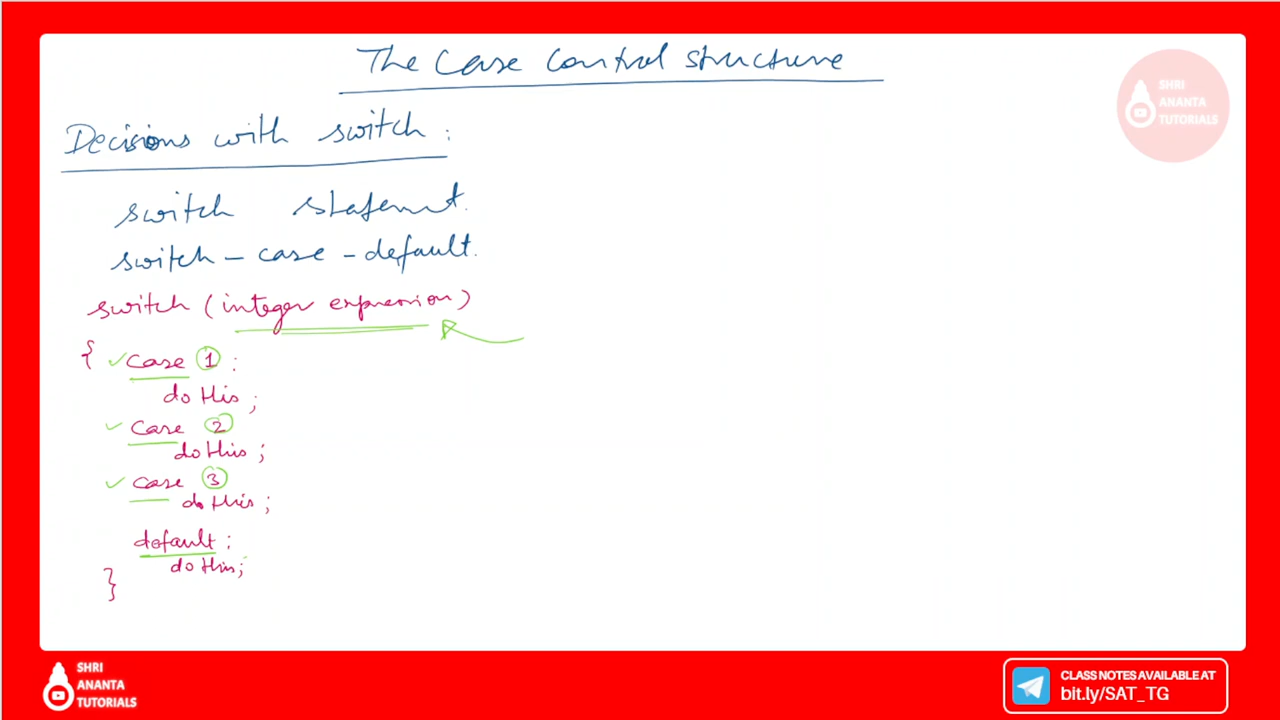 The Case Control structure
SHRI
ANANTA
TUTORIALS
Decisions with switch :
switch statement.
switch - case - default.
switch (integer expression)
{ case 1 :
do this ;
case 2
do this ;
case 3
do this ;
default :
do this;
}
SHRI
ANANTA
TUTORIALS
CLASS NOTES AVAILABLE AT
bit.ly/SAT_TG